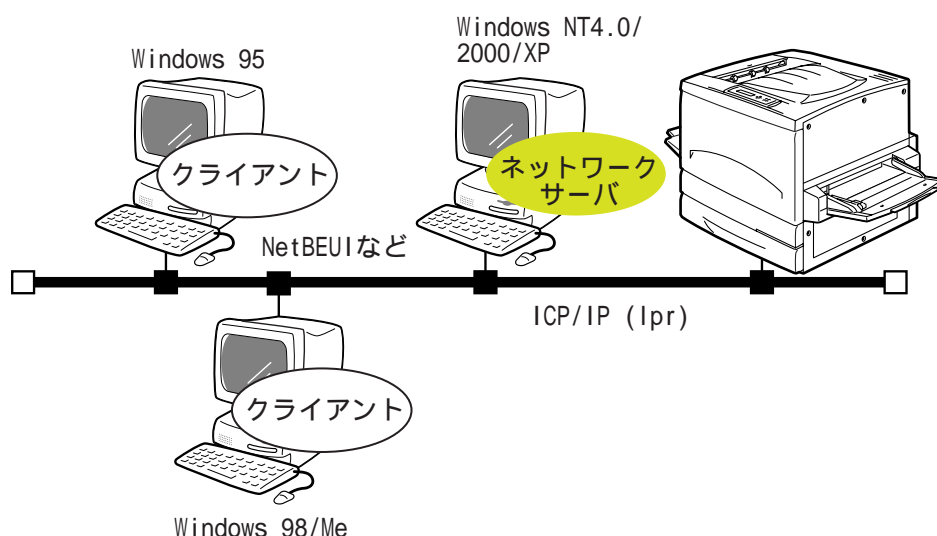 Windows NT4.0/
2000/XP
Windows 95
クライアント
ネットワーク
サーバ
NetBEUIなど
ICP/IP (lpr)
クライアント
Windows 98/Me